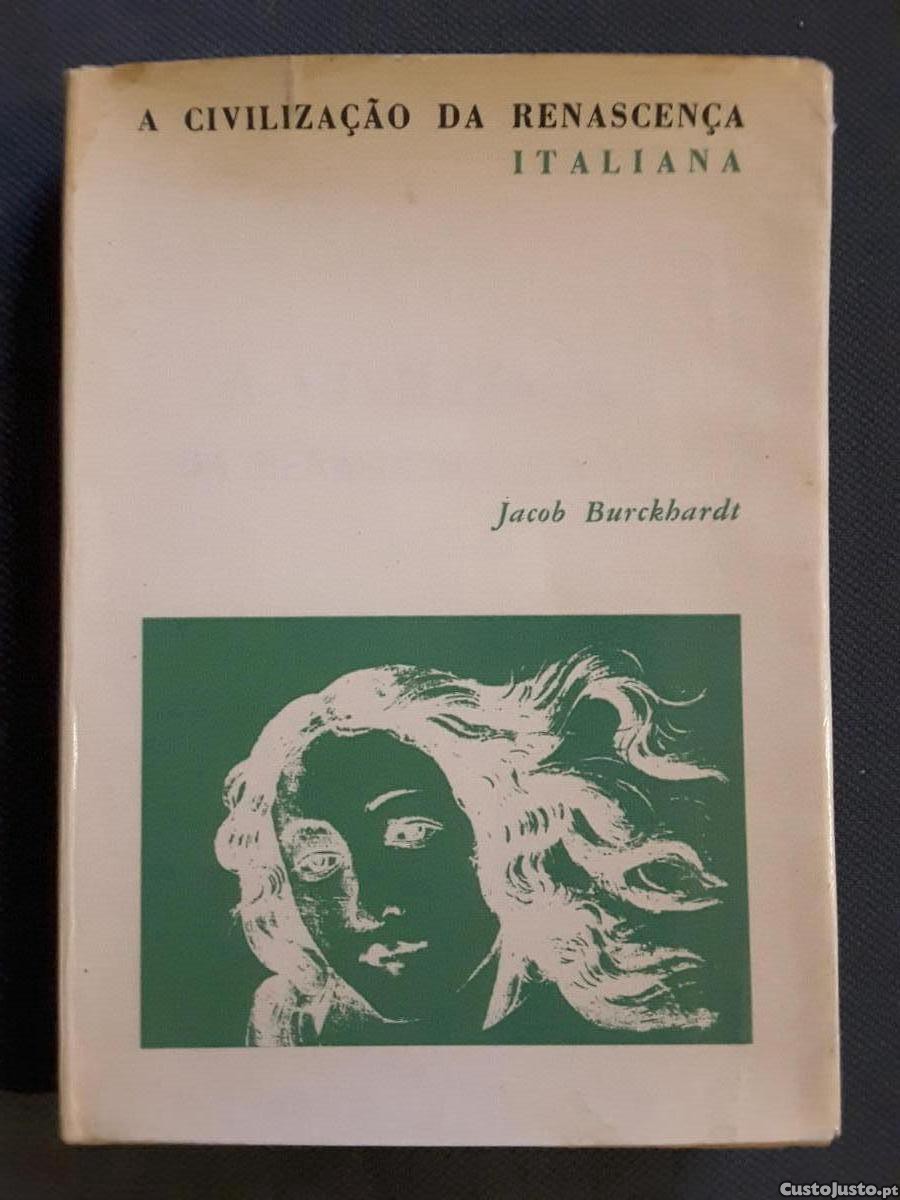 A CIVILIZAÇÃO DA RENASCENÇA
ITALIANA
Jacob Burckhardt
CustoJusto.pt